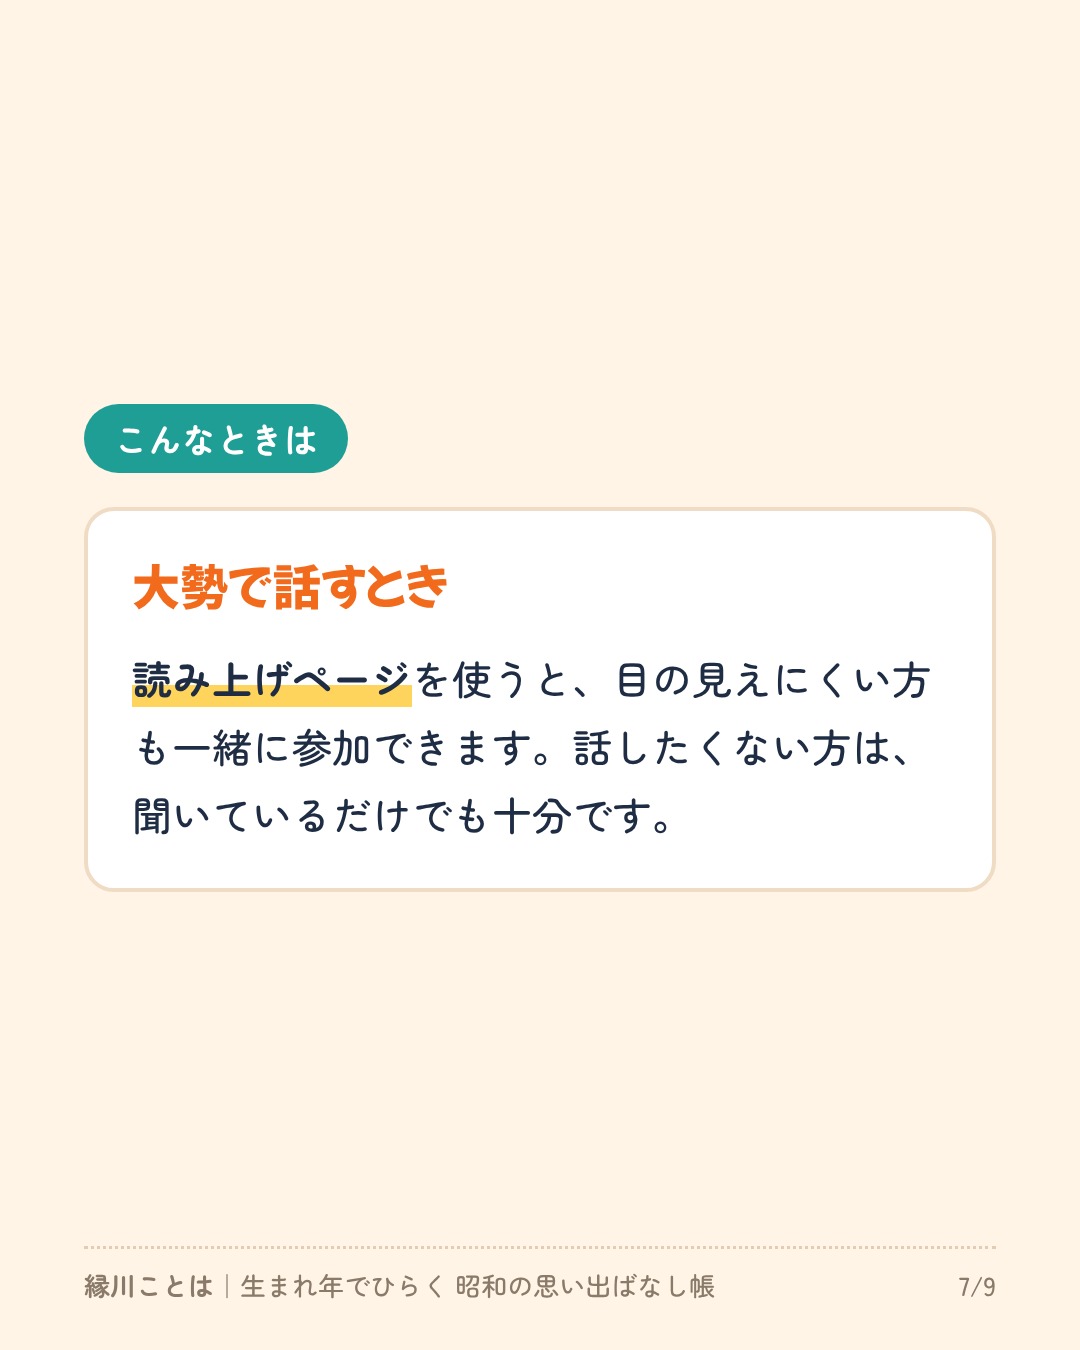 こんなときは
大勢で話すとき
読み上げページを使うと、目の見えにくい方
も一緒に参加できます。話したくない方は、
聞いているだけでも十分です。
縁川ことは｜生まれ年でひらく 昭和の思い出ばなし帳
7/9